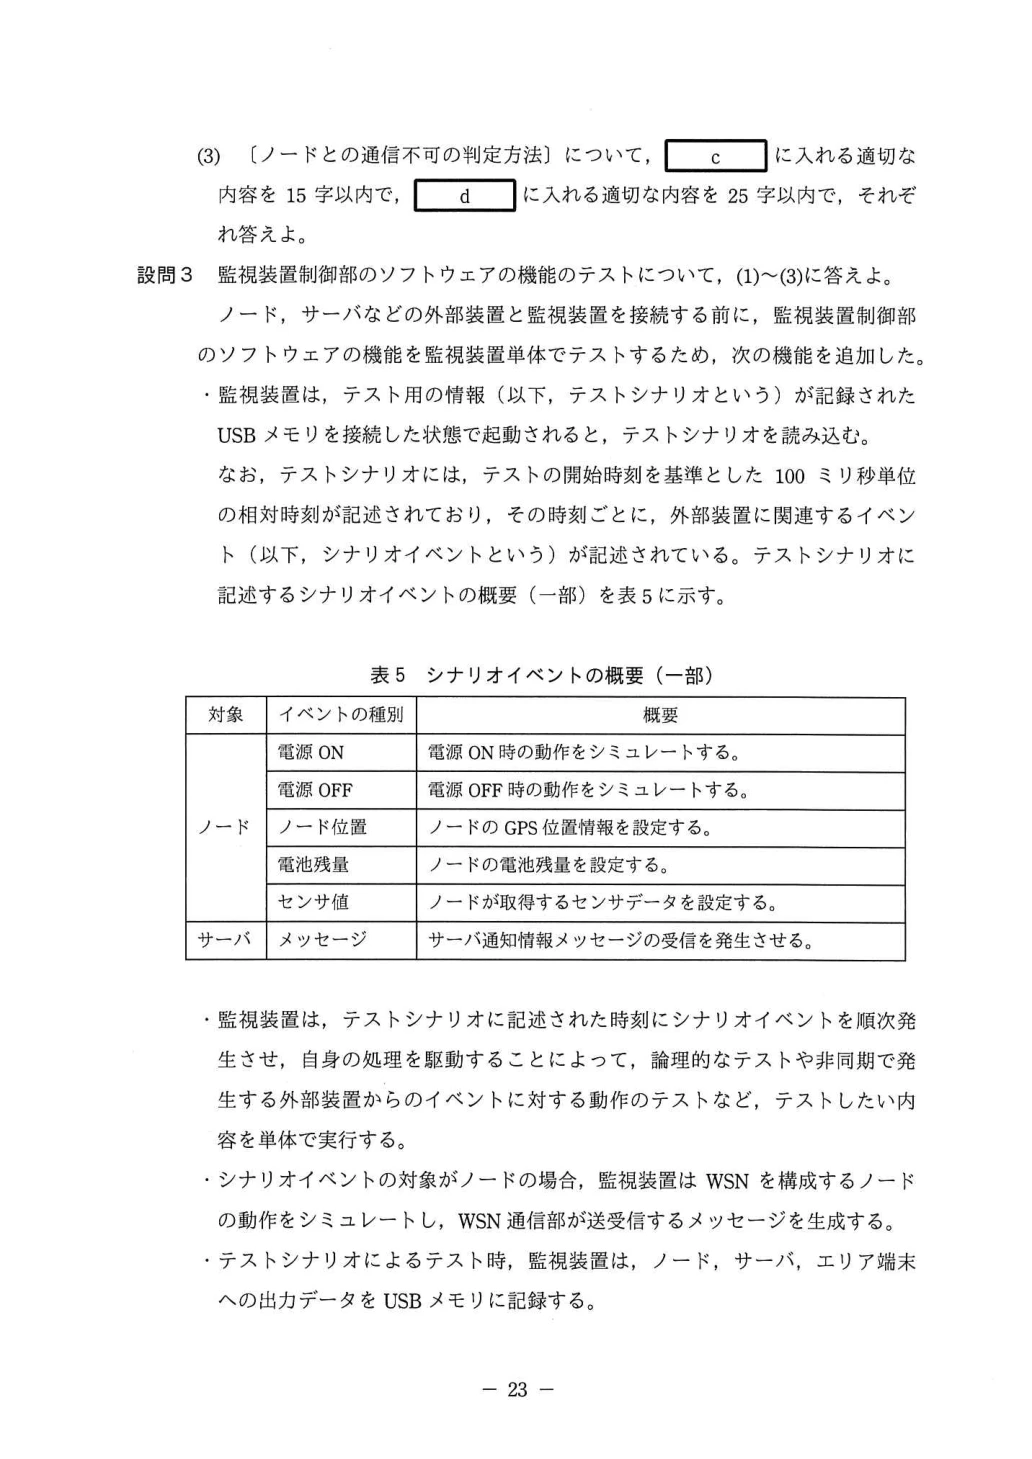 (3) 〔ノードとの通信不可の判定方法〕について， c に入れる適切な
内容を 15 字以内で， d に入れる適切な内容を 25 字以内で，それぞ
れ答えよ。
設問３ 監視装置制御部のソフトウェアの機能のテストについて，(1)～(3)に答えよ。
ノード，サーバなどの外部装置と監視装置を接続する前に，監視装置制御部
のソフトウェアの機能を監視装置単体でテストするため，次の機能を追加した。
・監視装置は，テスト用の情報（以下，テストシナリオという）が記録された
USB メモリを接続した状態で起動されると，テストシナリオを読み込む。
なお，テストシナリオには，テストの開始時刻を基準とした 100 ミリ秒単位
の相対時刻が記述されており，その時刻ごとに，外部装置に関連するイベン
ト（以下，シナリオイベントという）が記述されている。テストシナリオに
記述するシナリオイベントの概要（一部）を表 5 に示す。
表 5 シナリオイベントの概要（一部）
対象 イベントの種別 概要
電源 ON 電源 ON 時の動作をシミュレートする。
電源 OFF 電源 OFF 時の動作をシミュレートする。
ノード ノード位置 ノードの GPS 位置情報を設定する。
電池残量 ノードの電池残量を設定する。
センサ値 ノードが取得するセンサデータを設定する。
サーバ メッセージ サーバ通知情報メッセージの受信を発生させる。
・監視装置は，テストシナリオに記述された時刻にシナリオイベントを順次発
生させ，自身の処理を駆動することによって，論理的なテストや非同期で発
生する外部装置からのイベントに対する動作のテストなど，テストしたい内
容を単体で実行する。
・シナリオイベントの対象がノードの場合，監視装置は WSN を構成するノード
の動作をシミュレートし，WSN 通信部が送受信するメッセージを生成する。
・テストシナリオによるテスト時，監視装置は，ノード，サーバ，エリア端末
への出力データを USB メモリに記録する。
－ 23 －